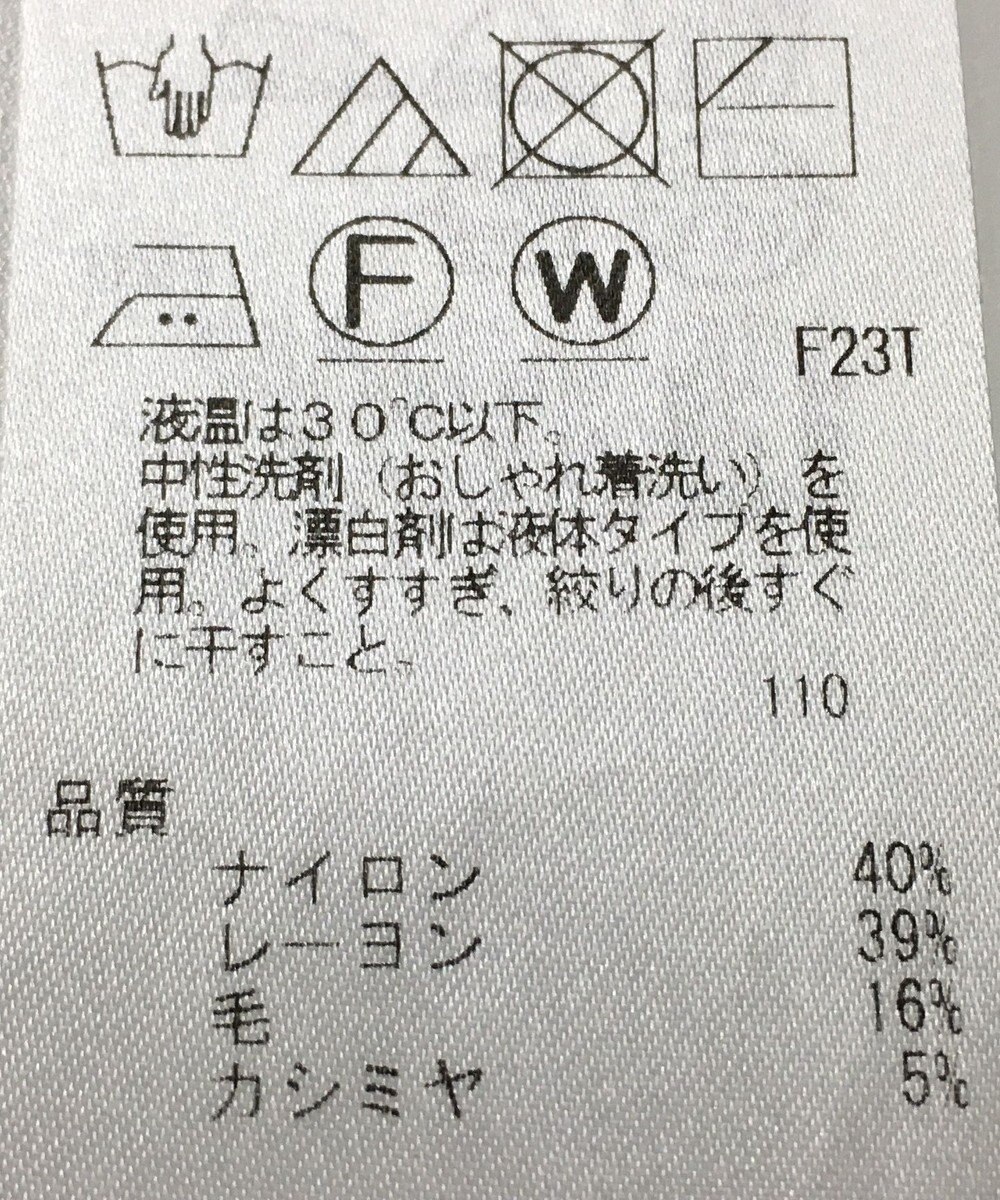 F W
F23T
液温は30℃以下。
中性洗剤(おしゃれ着洗い)を
使用。漂白剤は液体タイプを使
用。よくすすぎ、絞りの後すぐ
に干すこと。
110
品質
ナイロン 40%
レーヨン 39%
毛 16%
カシミヤ 5%